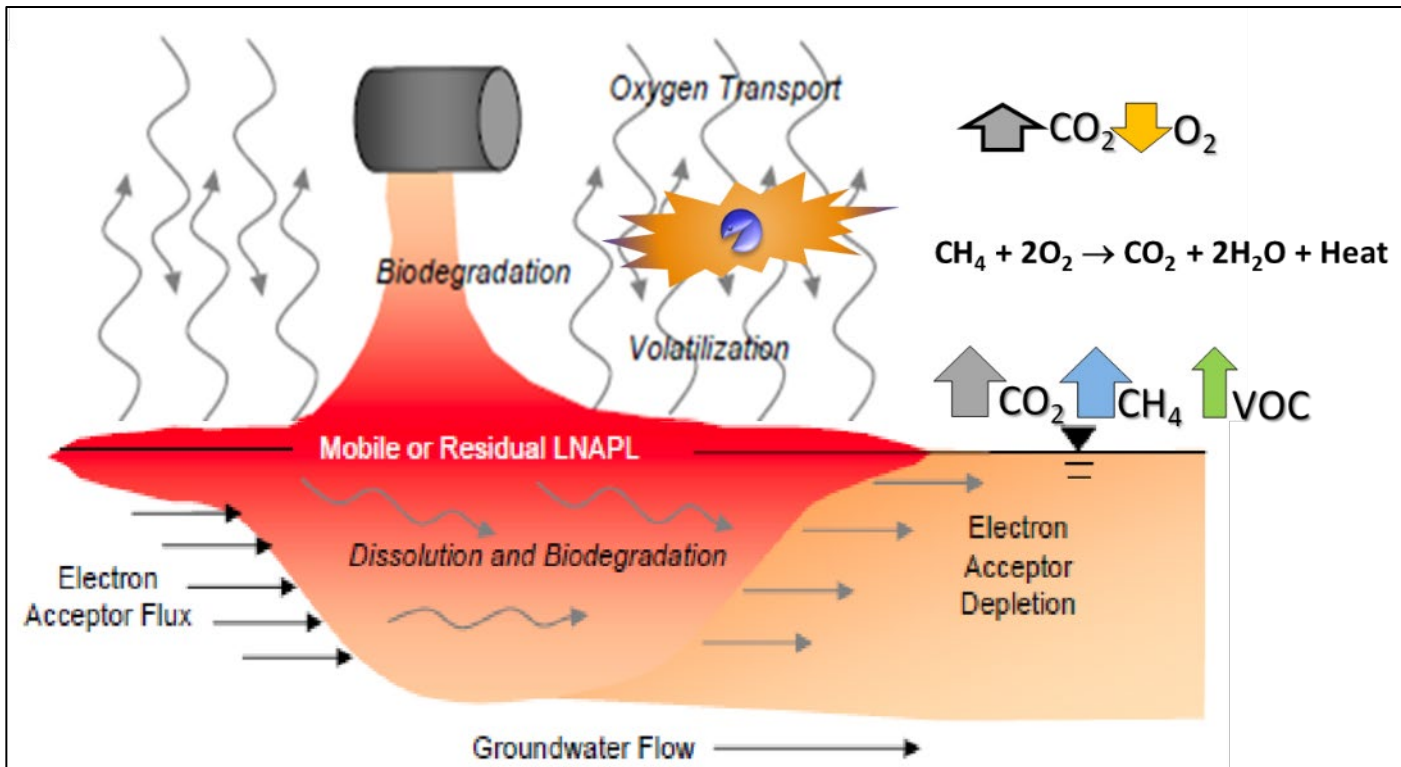 Oxygen Transport
CO₂ O₂
Biodegradation
CH₄ + 2O₂ → CO₂ + 2H₂O + Heat
Volatilization
CO₂ CH₄ VOC
Mobile or Residual LNAPL
Dissolution and Biodegradation
Electron
Acceptor Flux
Electron
Acceptor
Depletion
Groundwater Flow